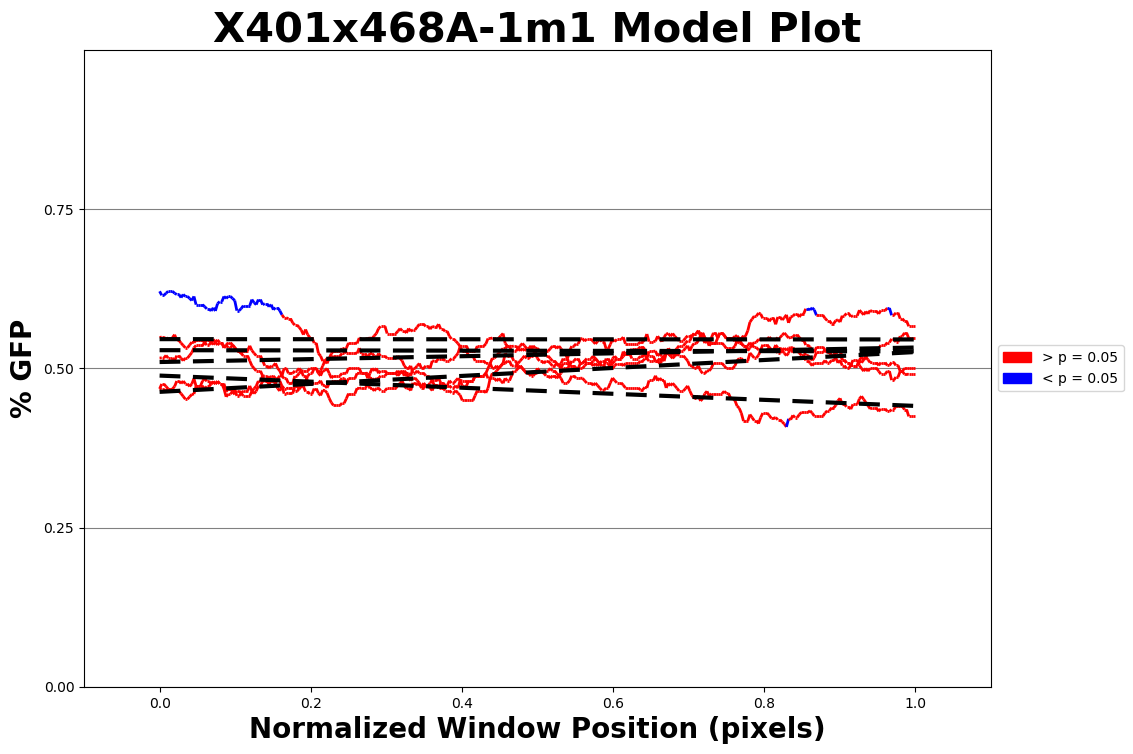 X401x468A-1m1 Model Plot
% GFP
0.75
0.50
0.25
0.00
0.0 0.2 0.4 0.6 0.8 1.0
Normalized Window Position (pixels)
> p = 0.05
< p = 0.05